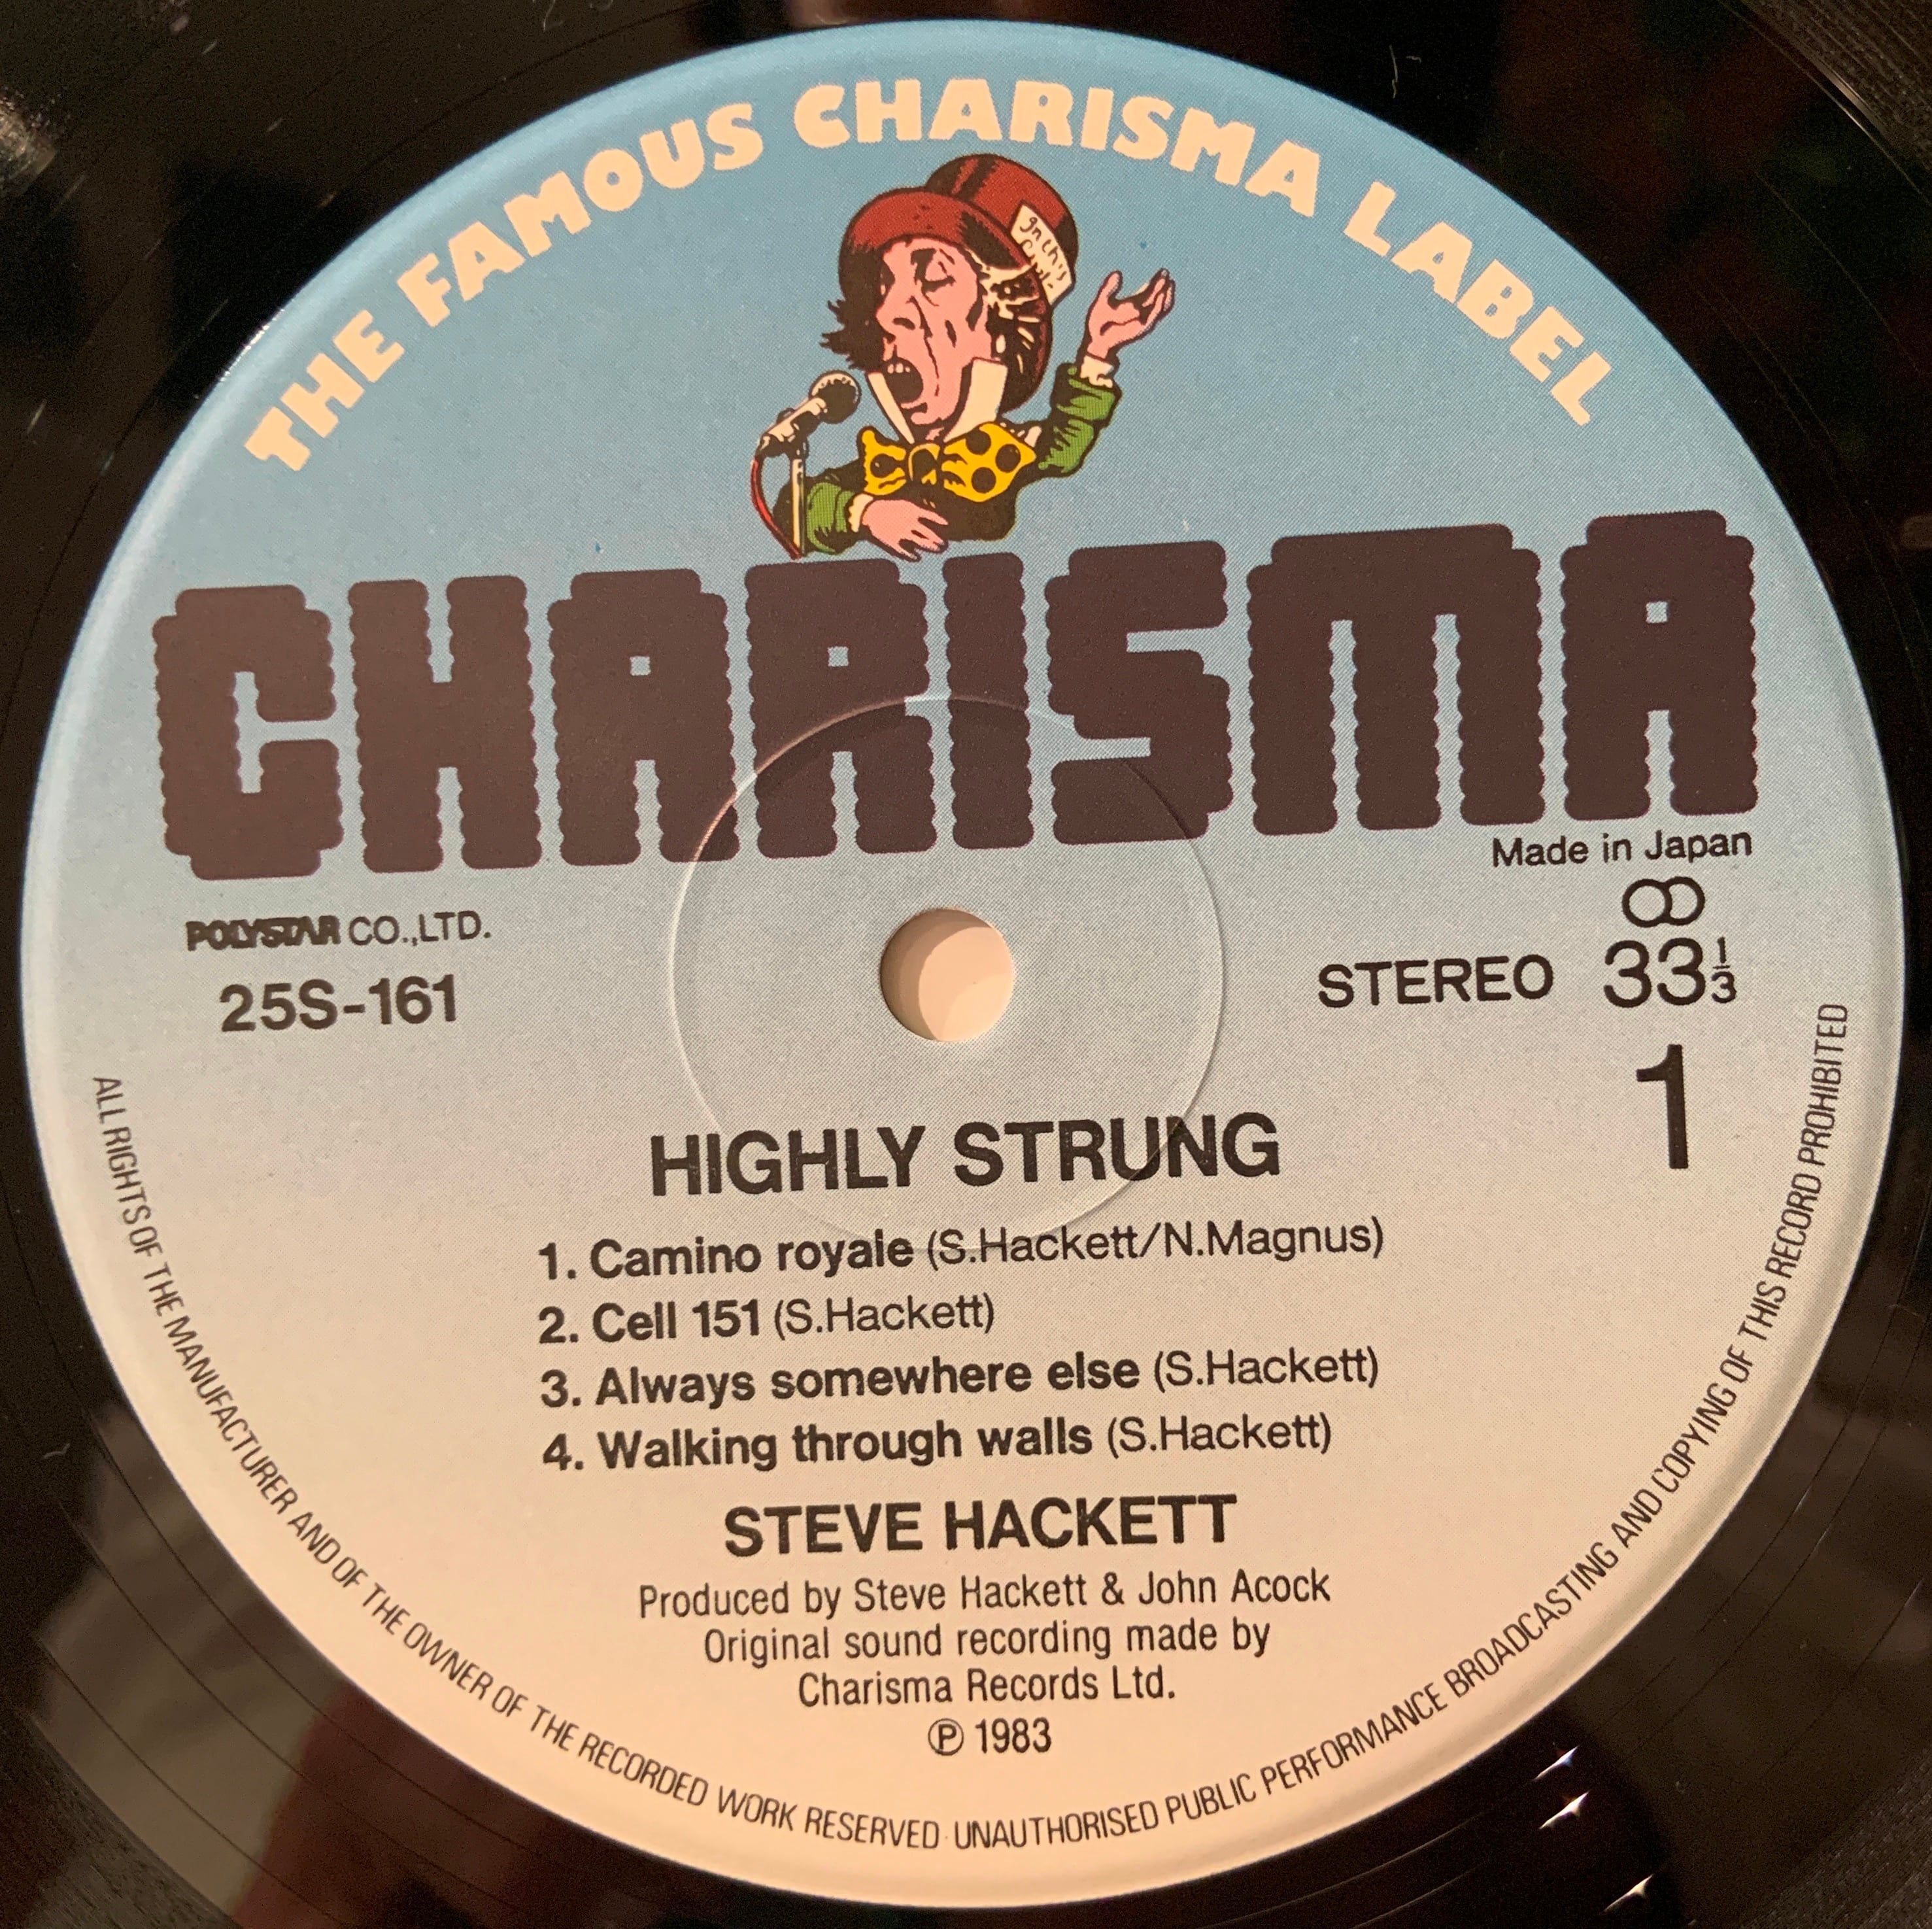 THE FAMOUS CHARISMA LABEL
CHARISMA
Made in Japan
POLYSTAR CO.,LTD.
25S-161
STEREO 33⅓
1
HIGHLY STRUNG
1. Camino royale (S.Hackett/N.Magnus)
2. Cell 151 (S.Hackett)
3. Always somewhere else (S.Hackett)
4. Walking through walls (S.Hackett)
STEVE HACKETT
Produced by Steve Hackett & John Acock
Original sound recording made by
Charisma Records Ltd.
℗ 1983
ALL RIGHTS OF THE MANUFACTURER AND OF THE OWNER OF THE RECORDED WORK RESERVED UNAUTHORISED PUBLIC PERFORMANCE BROADCASTING AND COPYING OF THIS RECORD PROHIBITED